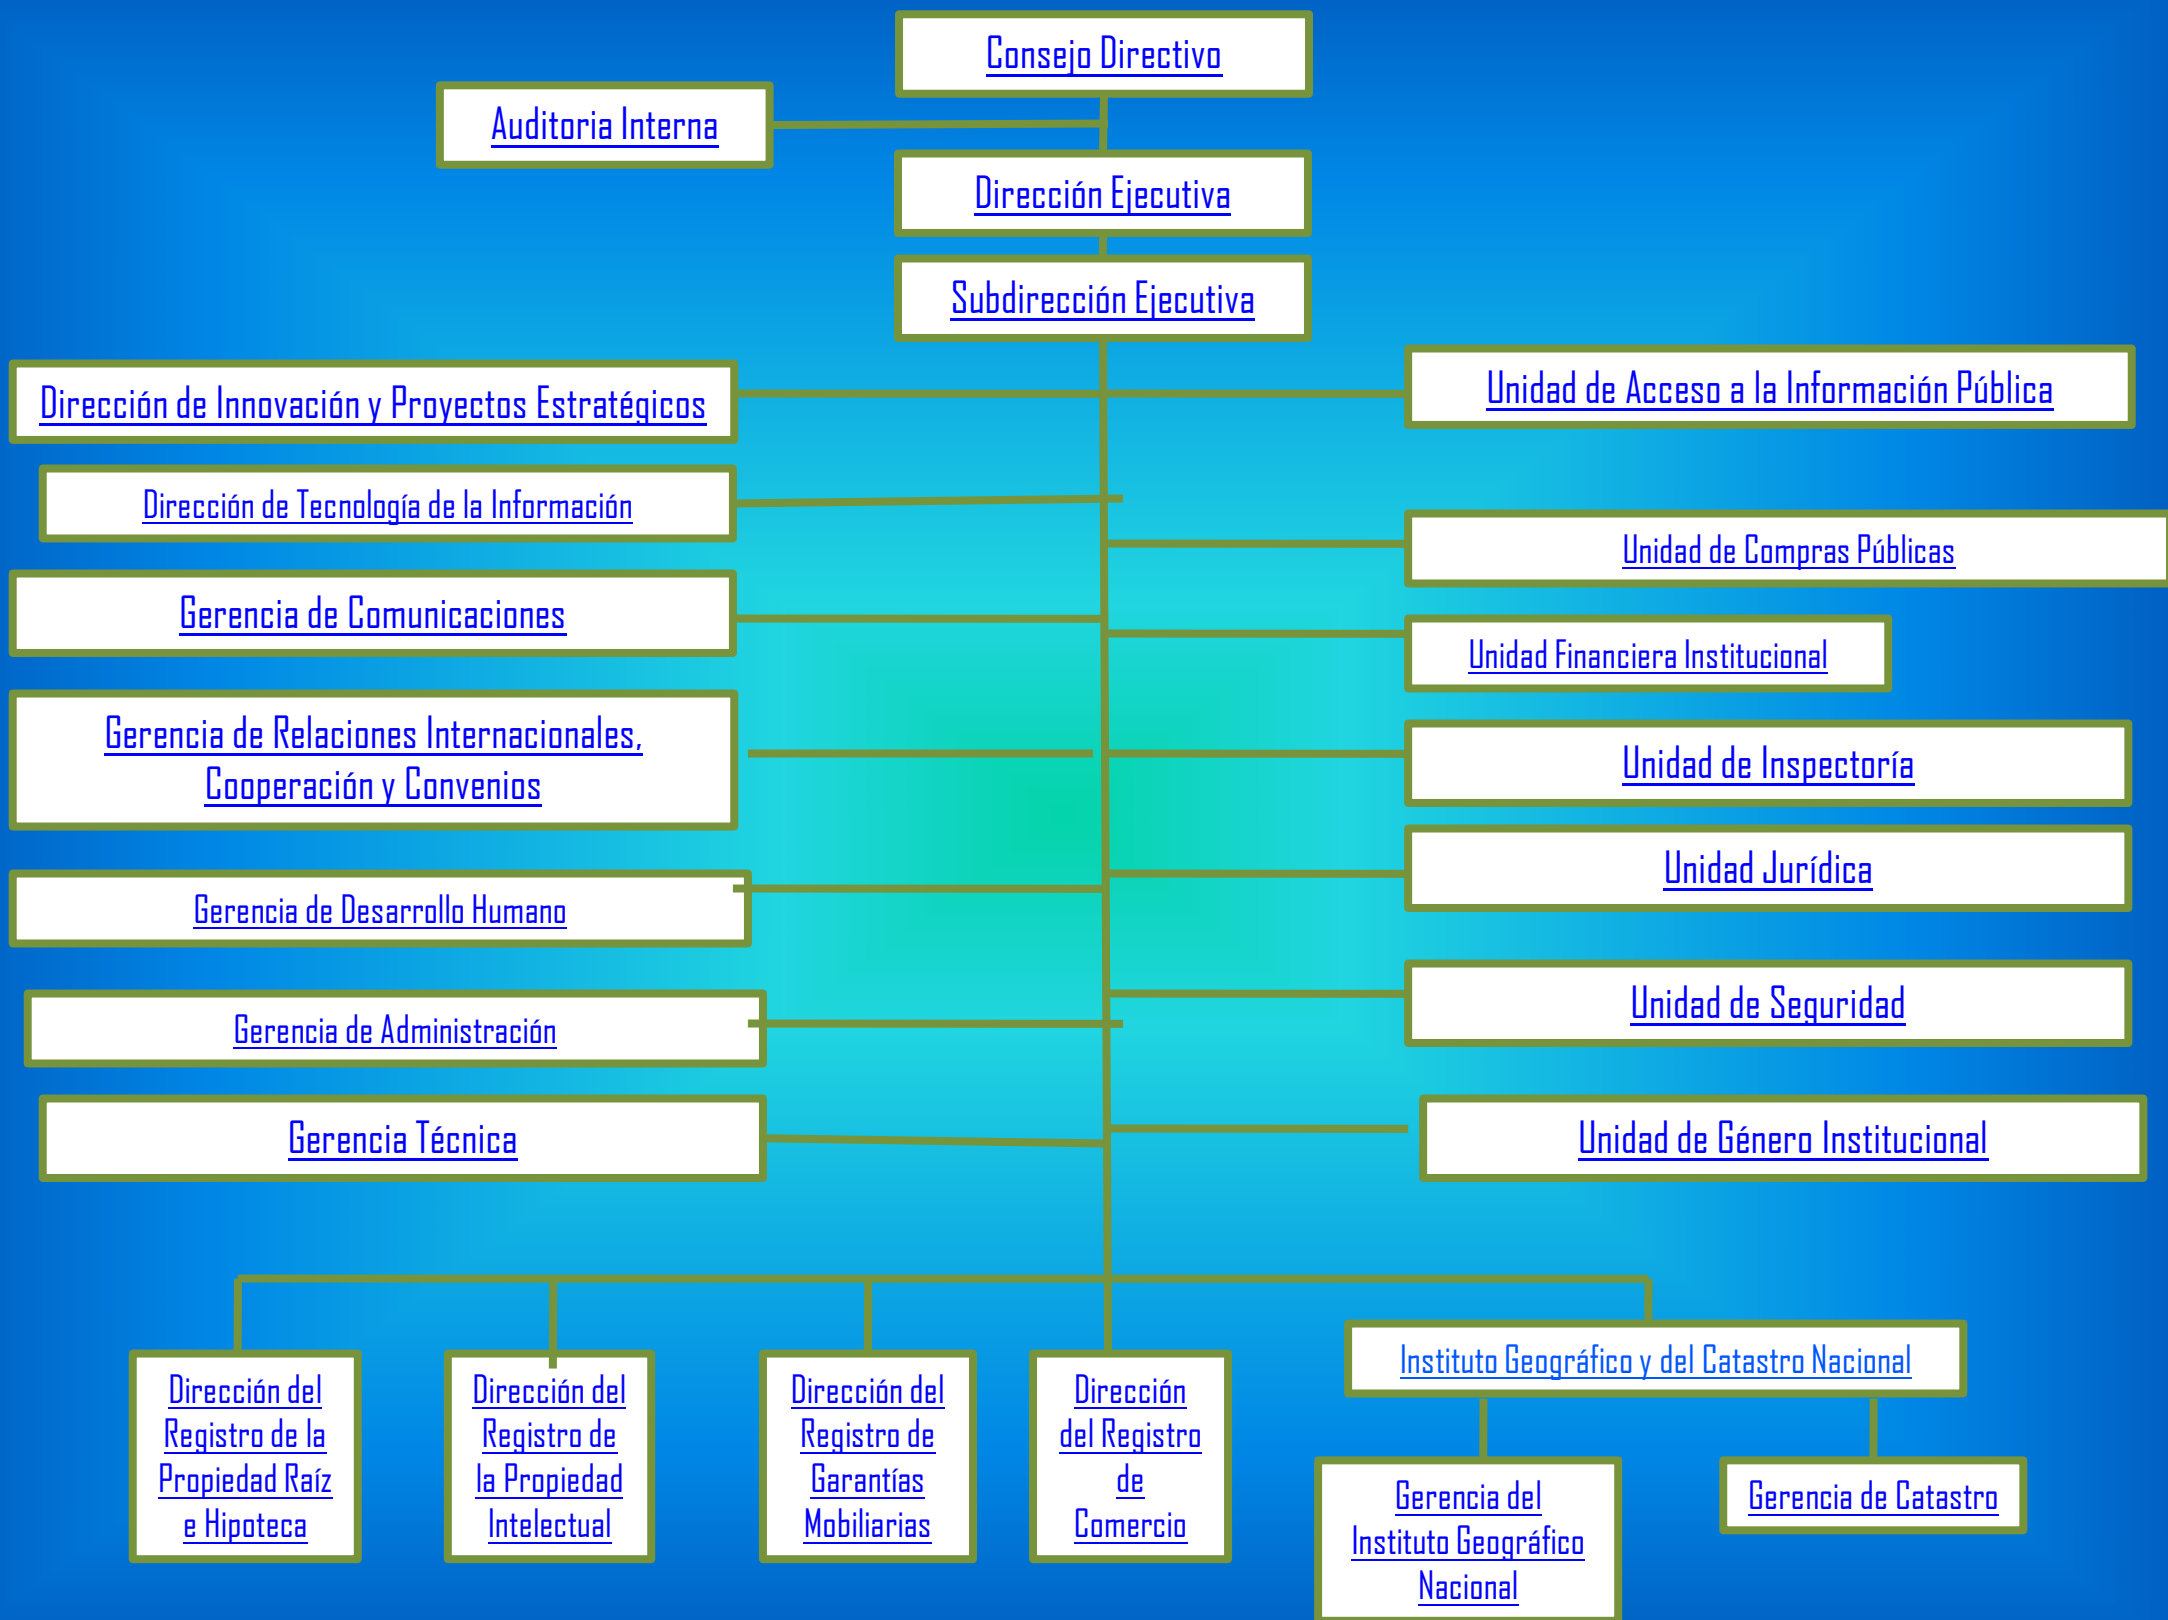 Consejo Directivo
Auditoria Interna
Dirección Ejecutiva
Subdirección Ejecutiva
Dirección de Innovación y Proyectos Estratégicos
Unidad de Acceso a la Información Pública
Dirección de Tecnología de la Información
Unidad de Compras Públicas
Gerencia de Comunicaciones
Unidad Financiera Institucional
Gerencia de Relaciones Internacionales,
Cooperación y Convenios
Unidad de Inspectoría
Gerencia de Desarrollo Humano
Unidad Jurídica
Gerencia de Administración
Unidad de Seguridad
Gerencia Técnica
Unidad de Género Institucional
Dirección del
Registro de la
Propiedad Raíz
e Hipoteca
Dirección del
Registro de
la Propiedad
Intelectual
Dirección del
Registro de
Garantías
Mobiliarias
Dirección
del Registro
de
Comercio
Instituto Geográfico y del Catastro Nacional
Gerencia del
Instituto Geográfico
Nacional
Gerencia de Catastro